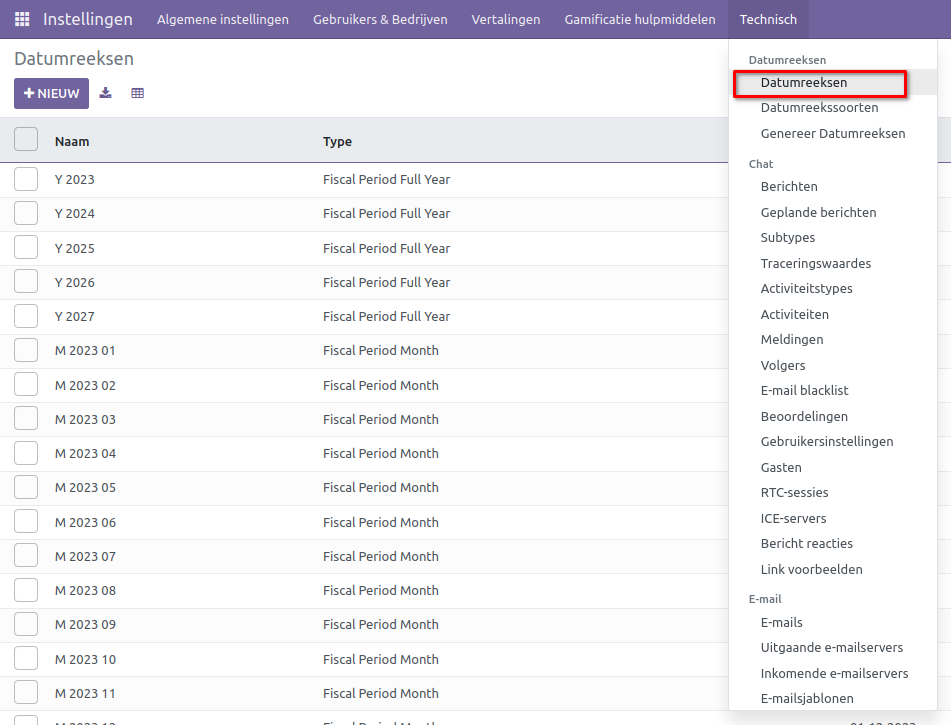 Instellingen Algemene instellingen Gebruikers & Bedrijven Vertalingen Gamificatie hulpmiddelen Technisch
Datumreeksen
NIEUW
Naam Type
Y 2023 Fiscal Period Full Year
Y 2024 Fiscal Period Full Year
Y 2025 Fiscal Period Full Year
Y 2026 Fiscal Period Full Year
Y 2027 Fiscal Period Full Year
M 2023 01 Fiscal Period Month
M 2023 02 Fiscal Period Month
M 2023 03 Fiscal Period Month
M 2023 04 Fiscal Period Month
M 2023 05 Fiscal Period Month
M 2023 06 Fiscal Period Month
M 2023 07 Fiscal Period Month
M 2023 08 Fiscal Period Month
M 2023 09 Fiscal Period Month
M 2023 10 Fiscal Period Month
M 2023 11 Fiscal Period Month
Datumreeksen
Datumreeksen
Datumreekssoorten
Genereer Datumreeksen
Chat
Berichten
Geplande berichten
Subtypes
Traceringswaardes
Activiteitstypes
Activiteiten
Meldingen
Volgers
E-mail blacklist
Beoordelingen
Gebruikersinstellingen
Gasten
RTC-sessies
ICE-servers
Bericht reacties
Link voorbeelden
E-mail
E-mails
Uitgaande e-mailservers
Inkomende e-mailservers
E-mailsjablonen